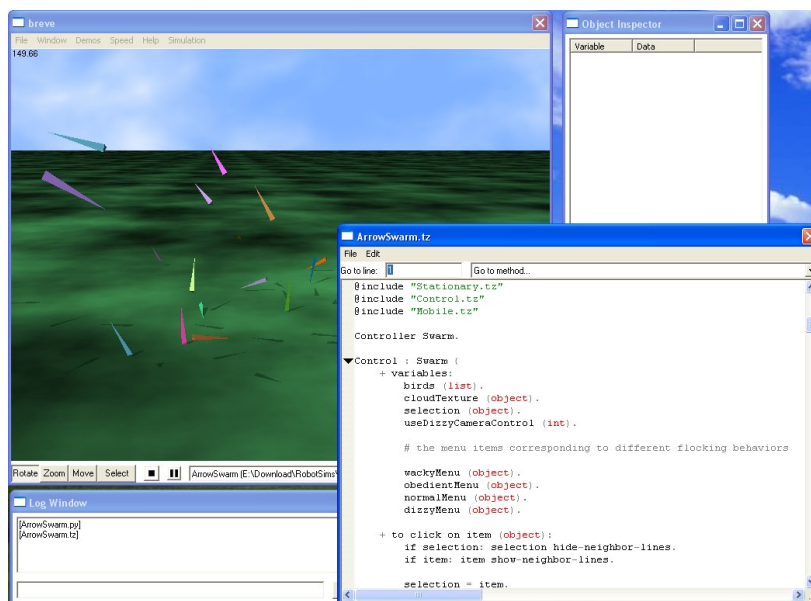 breve
File Window Demos Speed Help Simulation
149.66
Object Inspector
Variable Data
ArrowSwarm.tz
File Edit
Go to line: 1 Go to method...
@include "Stationary.tz"
@include "Control.tz"
@include "Mobile.tz"
Controller Swarm.
Control : Swarm {
+ variables:
birds (list).
cloudTexture (object).
selection (object).
useDizzyCameraControl (int).
# the menu items corresponding to different flocking behaviors
wackyMenu (object).
obedientMenu (object).
normalMenu (object).
dizzyMenu (object).
+ to click on item (object):
if selection: selection hide-neighbor-lines.
if item: item show-neighbor-lines.
selection = item.
Rotate Zoom Move Select ArrowSwarm (E:\Download\RobotSims\
Log Window
[ArrowSwarm.py]
[ArrowSwarm.tz]